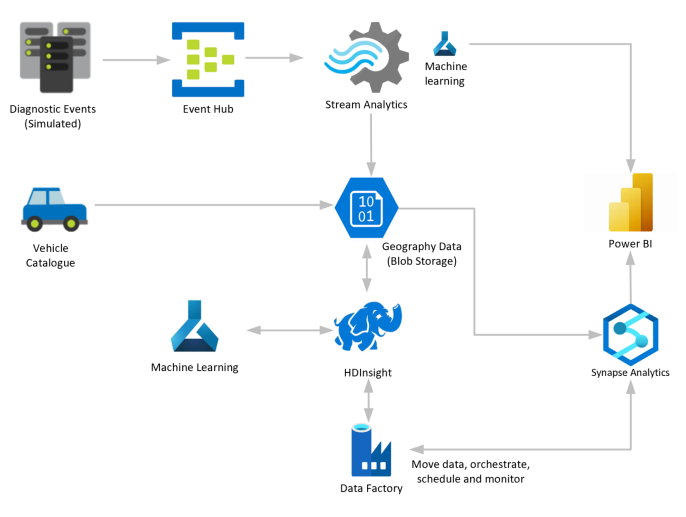 Diagnostic Events
(Simulated)
Event Hub
Stream Analytics
Machine
learning
Vehicle
Catalogue
10
01
Geography Data
(Blob Storage)
Power BI
Machine Learning
HDInsight
Synapse Analytics
Data Factory
Move data, orchestrate,
schedule and monitor